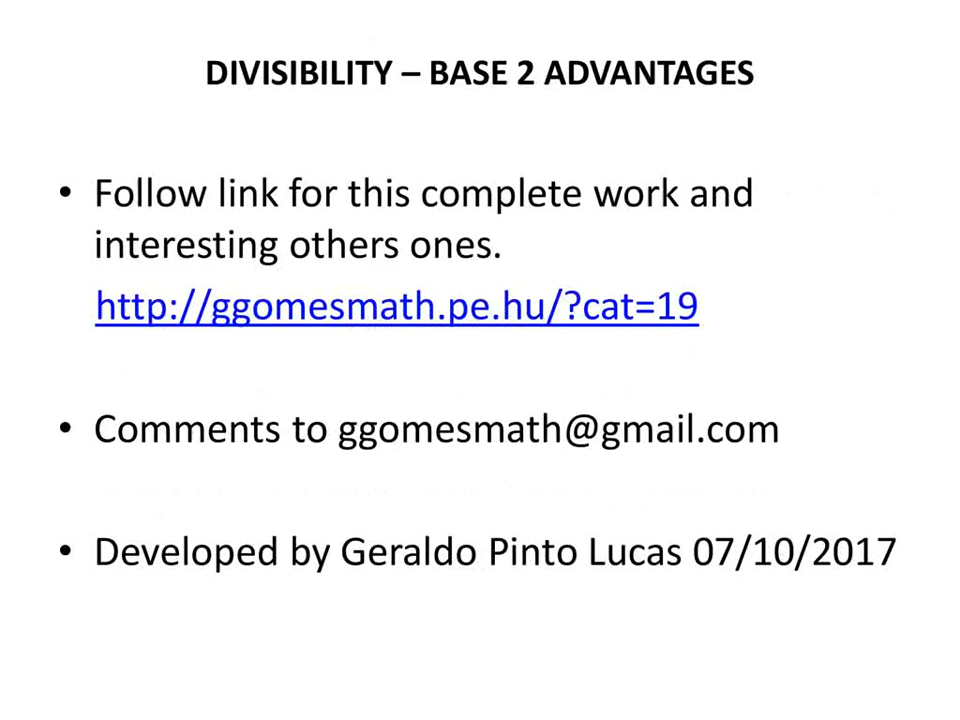 DIVISIBILITY – BASE 2 ADVANTAGES
• Follow link for this complete work and
interesting others ones.
http://ggomesmath.pe.hu/?cat=19
• Comments to ggomesmath@gmail.com
• Developed by Geraldo Pinto Lucas 07/10/2017